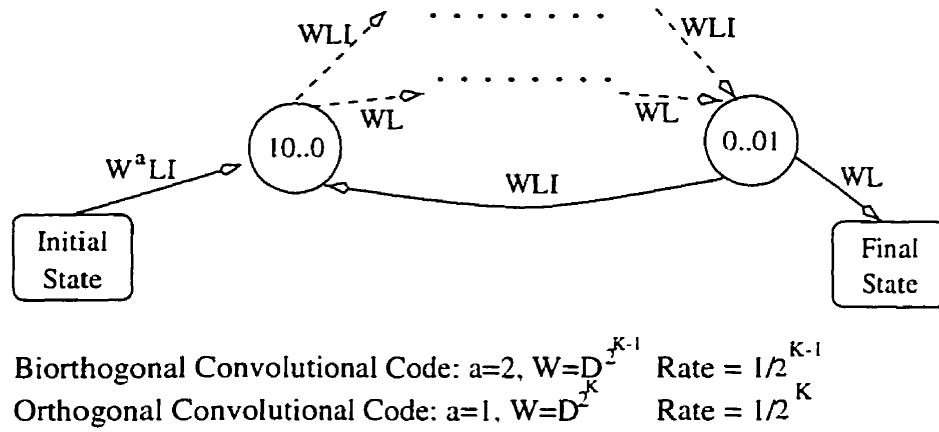 WLI
WLI
WL
WL
10..0
0..01
WᵃLI
WLI
WL
Initial
State
Final
State
Biorthogonal Convolutional Code: a=2, W=D^2^K-1 Rate = 1/2^K-1
Orthogonal Convolutional Code: a=1, W=D^2^K Rate = 1/2^K